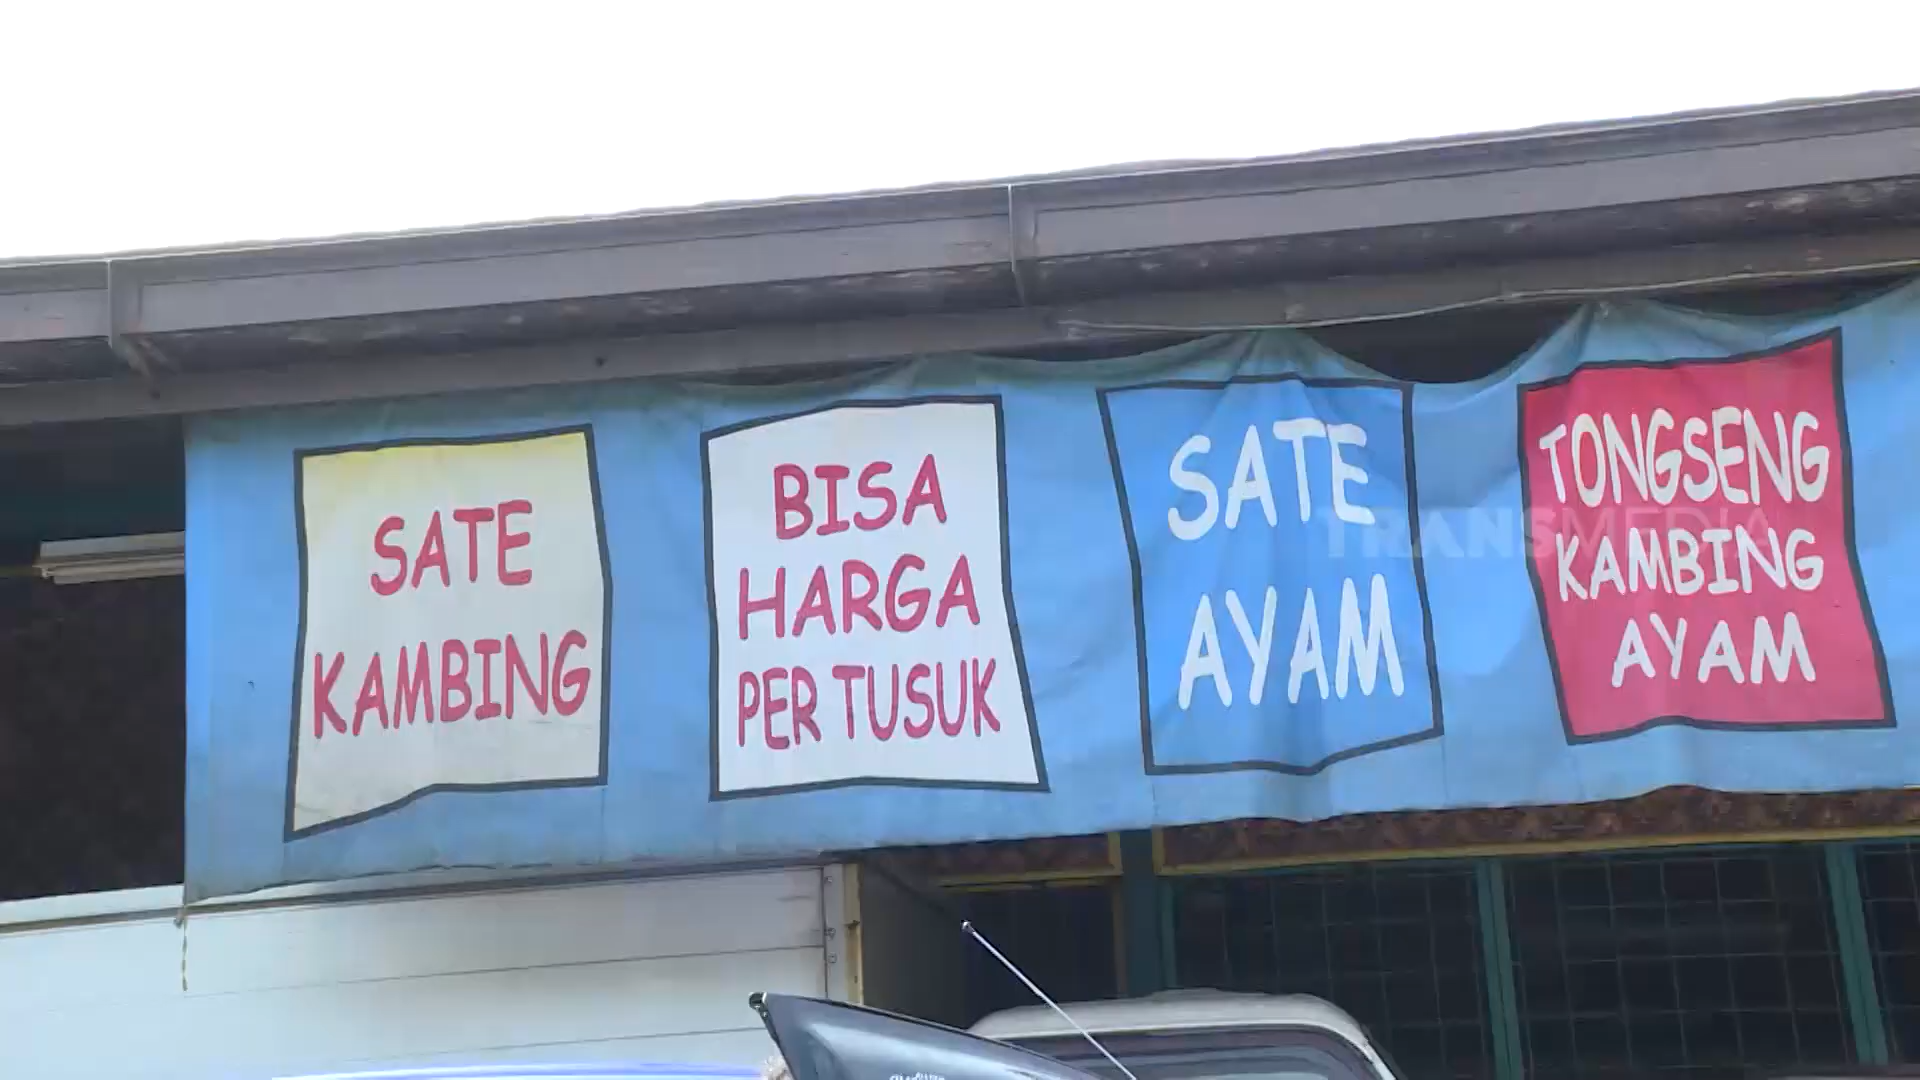 SATE
KAMBING
BISA
HARGA
PER TUSUK
SATE
AYAM
TONGSENG
KAMBING
AYAM
TRANSMEDIA